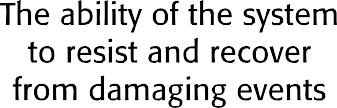 The ability of the system
to resist and recover
from damaging events